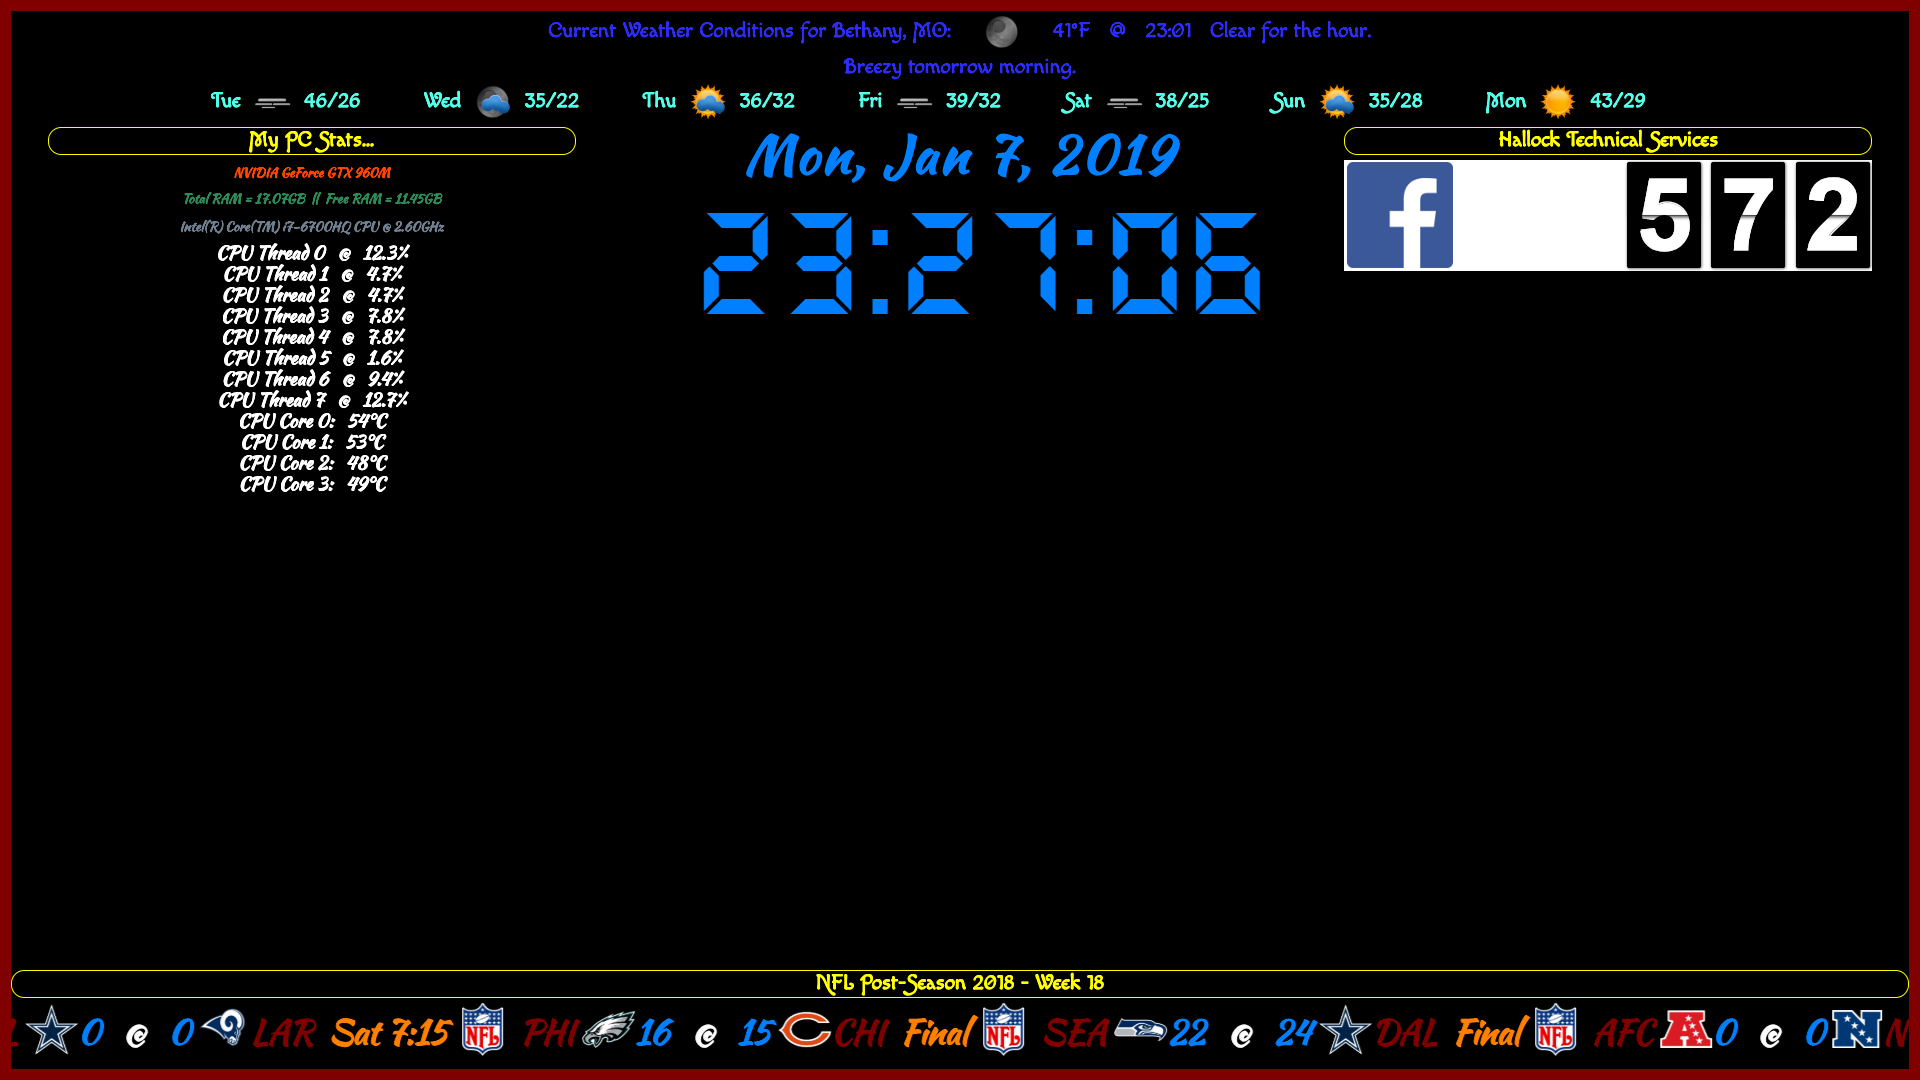 Current Weather Conditions for Bethany, MO: 41°F @ 23:01 Clear for the hour.
Breezy tomorrow morning.
Tue 46/26 Wed 35/22 Thu 36/32 Fri 39/32 Sat 38/25 Sun 35/28 Mon 43/29
My PC Stats...
NVIDIA GeForce GTX 960M
Total RAM = 17.07GB || Free RAM = 11.45GB
Intel(R) Core(TM) i7-6700HQ CPU @ 2.60GHz
CPU Thread 0 @ 12.3%
CPU Thread 1 @ 4.7%
CPU Thread 2 @ 4.7%
CPU Thread 3 @ 7.8%
CPU Thread 4 @ 7.8%
CPU Thread 5 @ 1.6%
CPU Thread 6 @ 9.4%
CPU Thread 7 @ 12.7%
CPU Core 0: 54°C
CPU Core 1: 53°C
CPU Core 2: 48°C
CPU Core 3: 49°C
Mon, Jan 7, 2019
23:27:06
Hallock Technical Services
f 572
NFL Post-Season 2018 - Week 18
0 @ 0 LAR Sat 7:15 NFL PHI 16 @ 15 CHI Final NFL SEA 22 @ 24 DAL Final NFL AFC 0 @ 0 N